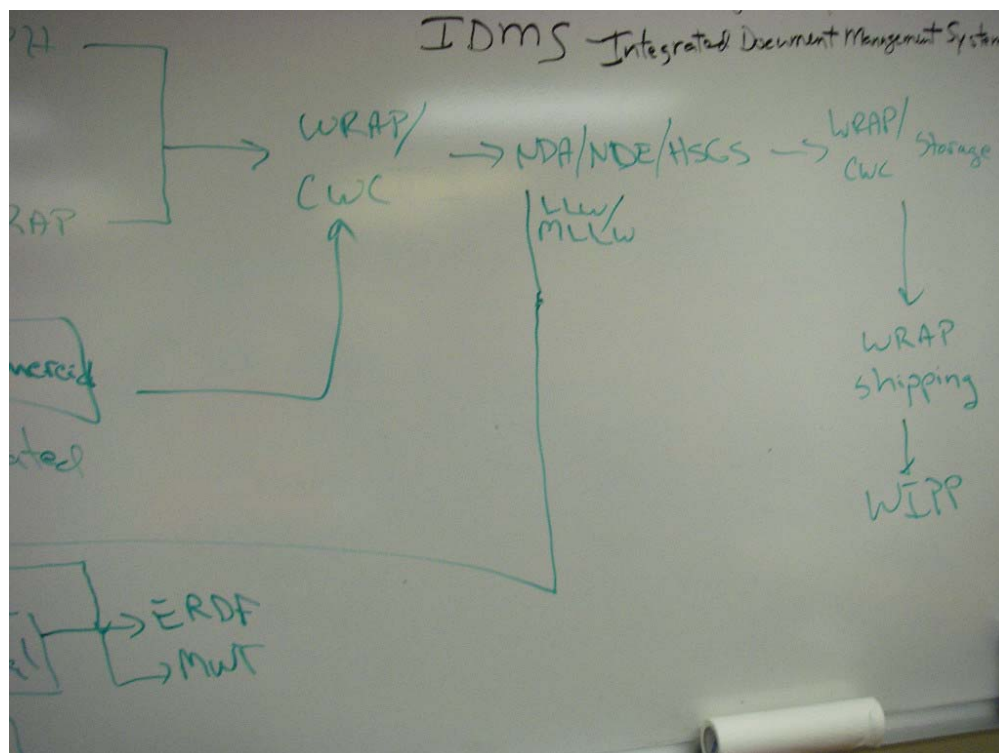 IDMS - Integrated Document Management System
WRAP/
CWC
NDA/NDE/HSGS
LLW/
MLLW
WRAP/
CWC
Storage
WRAP
shipping
WIPP
RAP
ated
ERDF
MWT